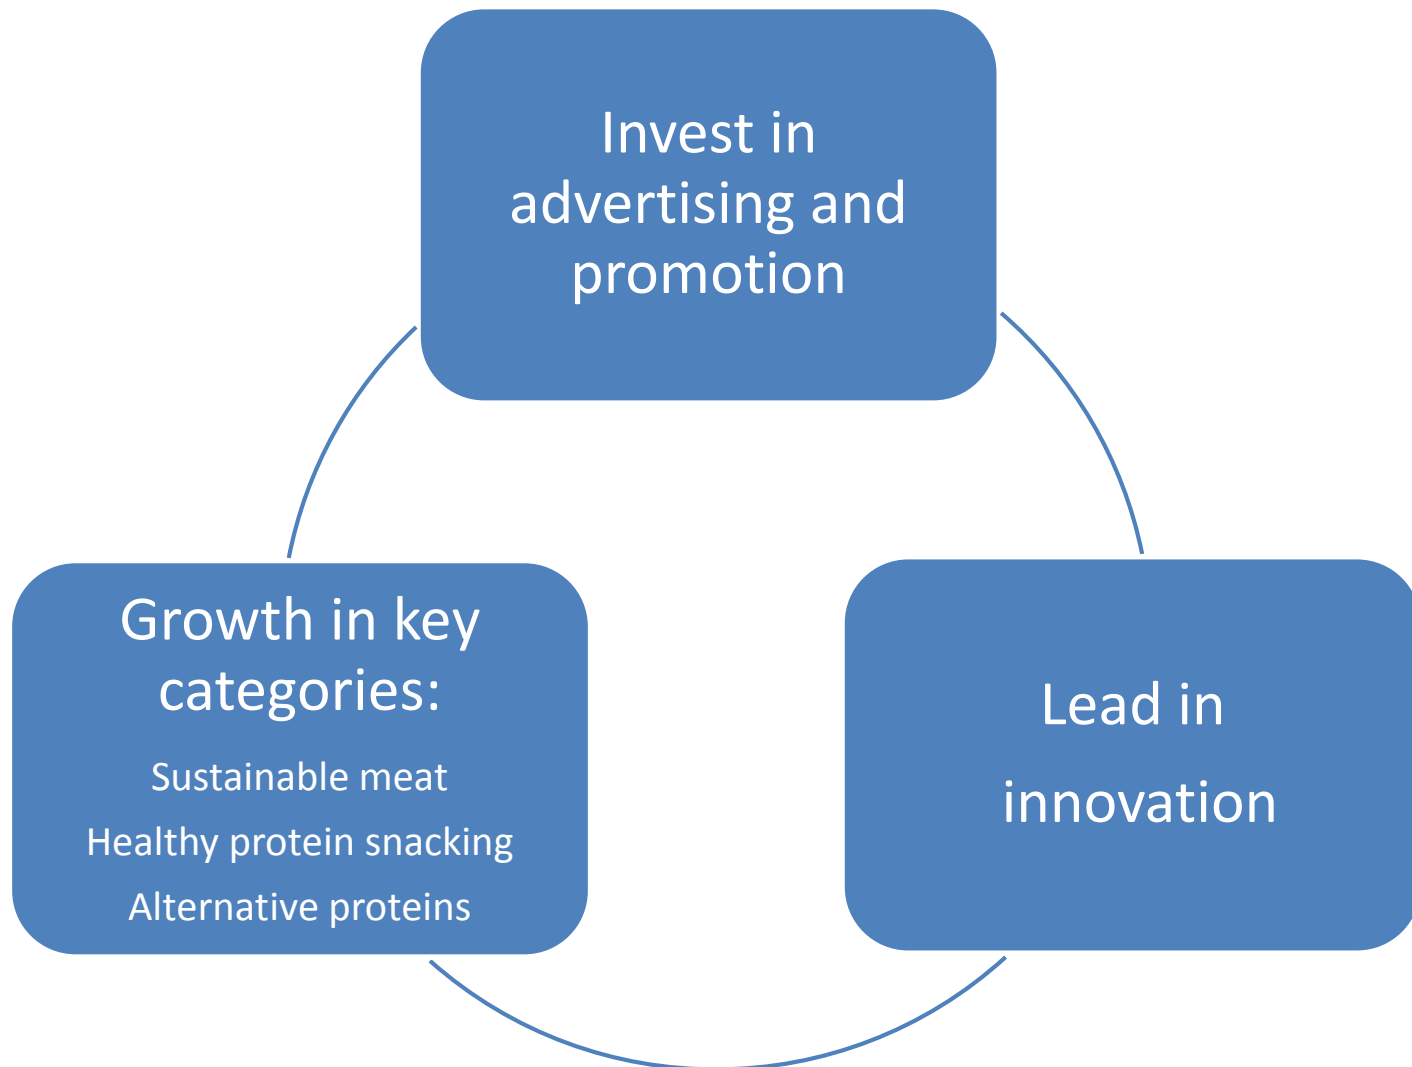 Invest in
advertising and
promotion
Growth in key
categories:
Sustainable meat
Healthy protein snacking
Alternative proteins
Lead in
innovation